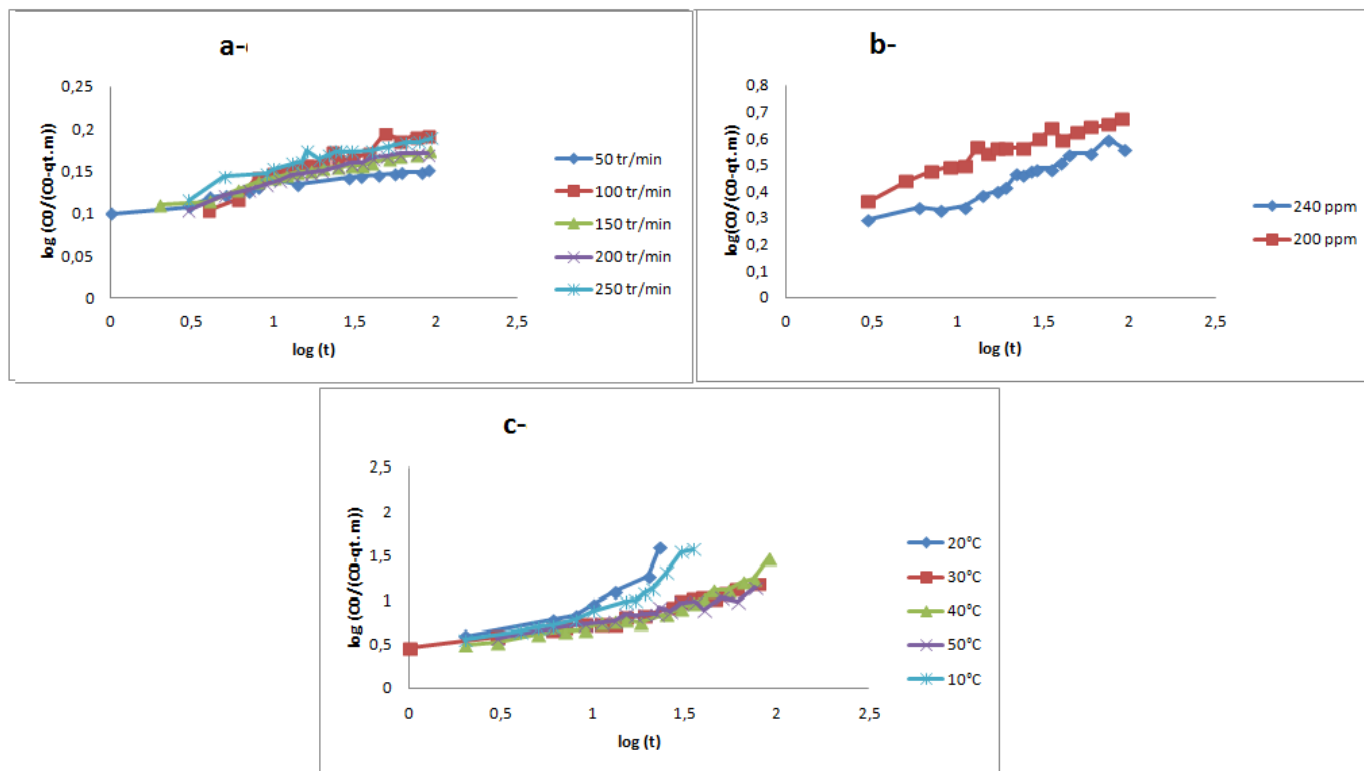 a-
log (C0/(C0-qt.m))
0,25
0,2
0,15
0,1
0,05
0
0
0,5
1
1,5
2
2,5
log (t)
50 tr/min
100 tr/min
150 tr/min
200 tr/min
250 tr/min
b-
log(C0/(C0-qt.m))
0,8
0,7
0,6
0,5
0,4
0,3
0,2
0,1
0
0
0,5
1
1,5
2
2,5
log (t)
240 ppm
200 ppm
c-
log (C0/(C0-qt. m))
2,5
2
1,5
1
0,5
0
0
0,5
1
1,5
2
2,5
log (t)
20°C
30°C
40°C
50°C
10°C